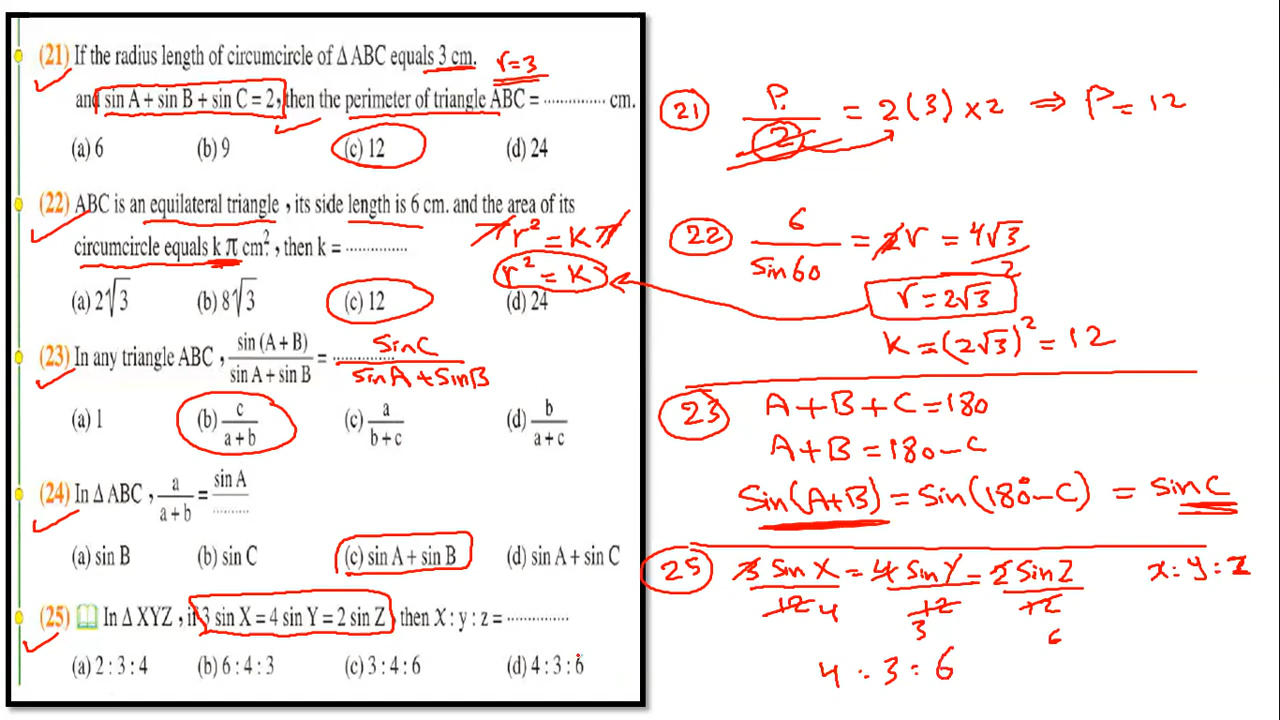 (21) If the radius length of circumcircle of Δ ABC equals 3 cm.
r=3
and sin A + sin B + sin C = 2, then the perimeter of triangle ABC = .............. cm.
(a) 6 (b) 9 (c) 12 (d) 24
(22) ABC is an equilateral triangle , its side length is 6 cm. and the area of its
circumcircle equals k π cm², then k = ..............
π r² = K π
r² = K
(a) 2√3 (b) 8√3 (c) 12 (d) 24
(23) In any triangle ABC , sin (A + B) / sin A + sin B = .............. sin C / sin A + sin B
(a) 1 (b) c / a + b (c) a / b + c (d) b / a + c
(24) In Δ ABC , a / a + b = sin A / ..........
(a) sin B (b) sin C (c) sin A + sin B (d) sin A + sin C
(25) In Δ XYZ , if 3 sin X = 4 sin Y = 2 sin Z then X : y : z = ..............
(a) 2 : 3 : 4 (b) 6 : 4 : 3 (c) 3 : 4 : 6 (d) 4 : 3 : 6
21 P. / 2 = 2(3) × 2 ⇒ P = 12
22 6 / sin 60 = 2r = 4√3 / 2
r = 2√3
K = (2√3)² = 12
23 A + B + C = 180
A + B = 180 - C
Sin(A+B) = Sin(180° - C) = Sin C
25 3 Sin X / 12 4 = 4 Sin Y / 12 3 = 2 Sin Z / 12 6 x : y : z
4 : 3 : 6